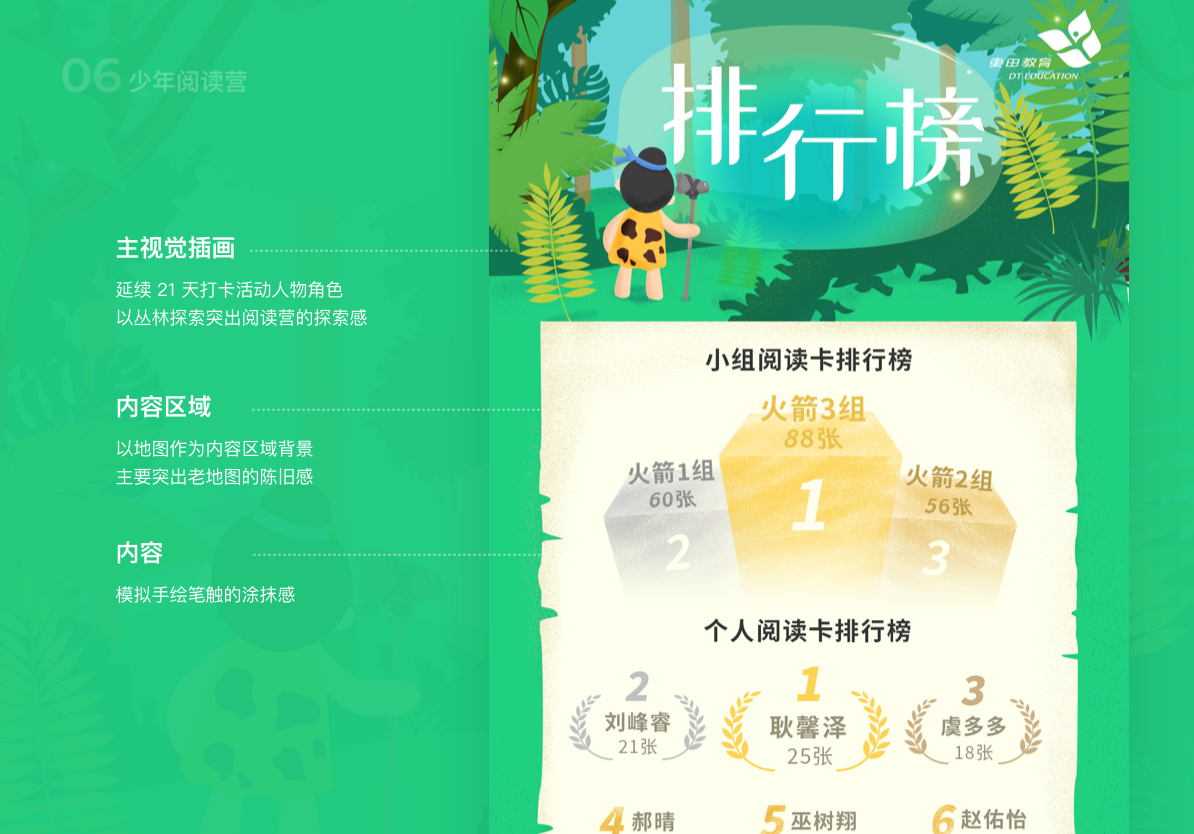 06 少年阅读营
主视觉插画
延续 21 天打卡活动人物角色
以丛林探索突出阅读营的探索感
内容区域
以地图作为内容区域背景
主要突出老地图的陈旧感
内容
模拟手绘笔触的涂抹感
東田教育
DT EDUCATION
排行榜
小组阅读卡排行榜
火箭3组
88张
1
火箭1组
60张
2
火箭2组
56张
3
个人阅读卡排行榜
2
刘峰睿
21张
1
耿馨泽
25张
3
虞多多
18张
4 郝晴
5 巫树翔
6 赵佑怡